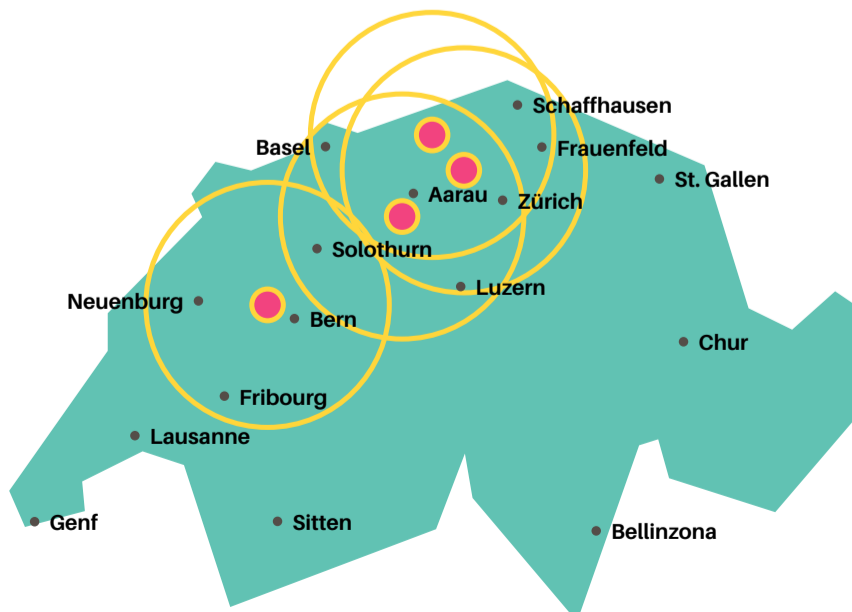 Schaffhausen
Basel
Frauenfeld
St. Gallen
Aarau
Zürich
Solothurn
Luzern
Neuenburg
Bern
Chur
Fribourg
Lausanne
Genf
Sitten
Bellinzona